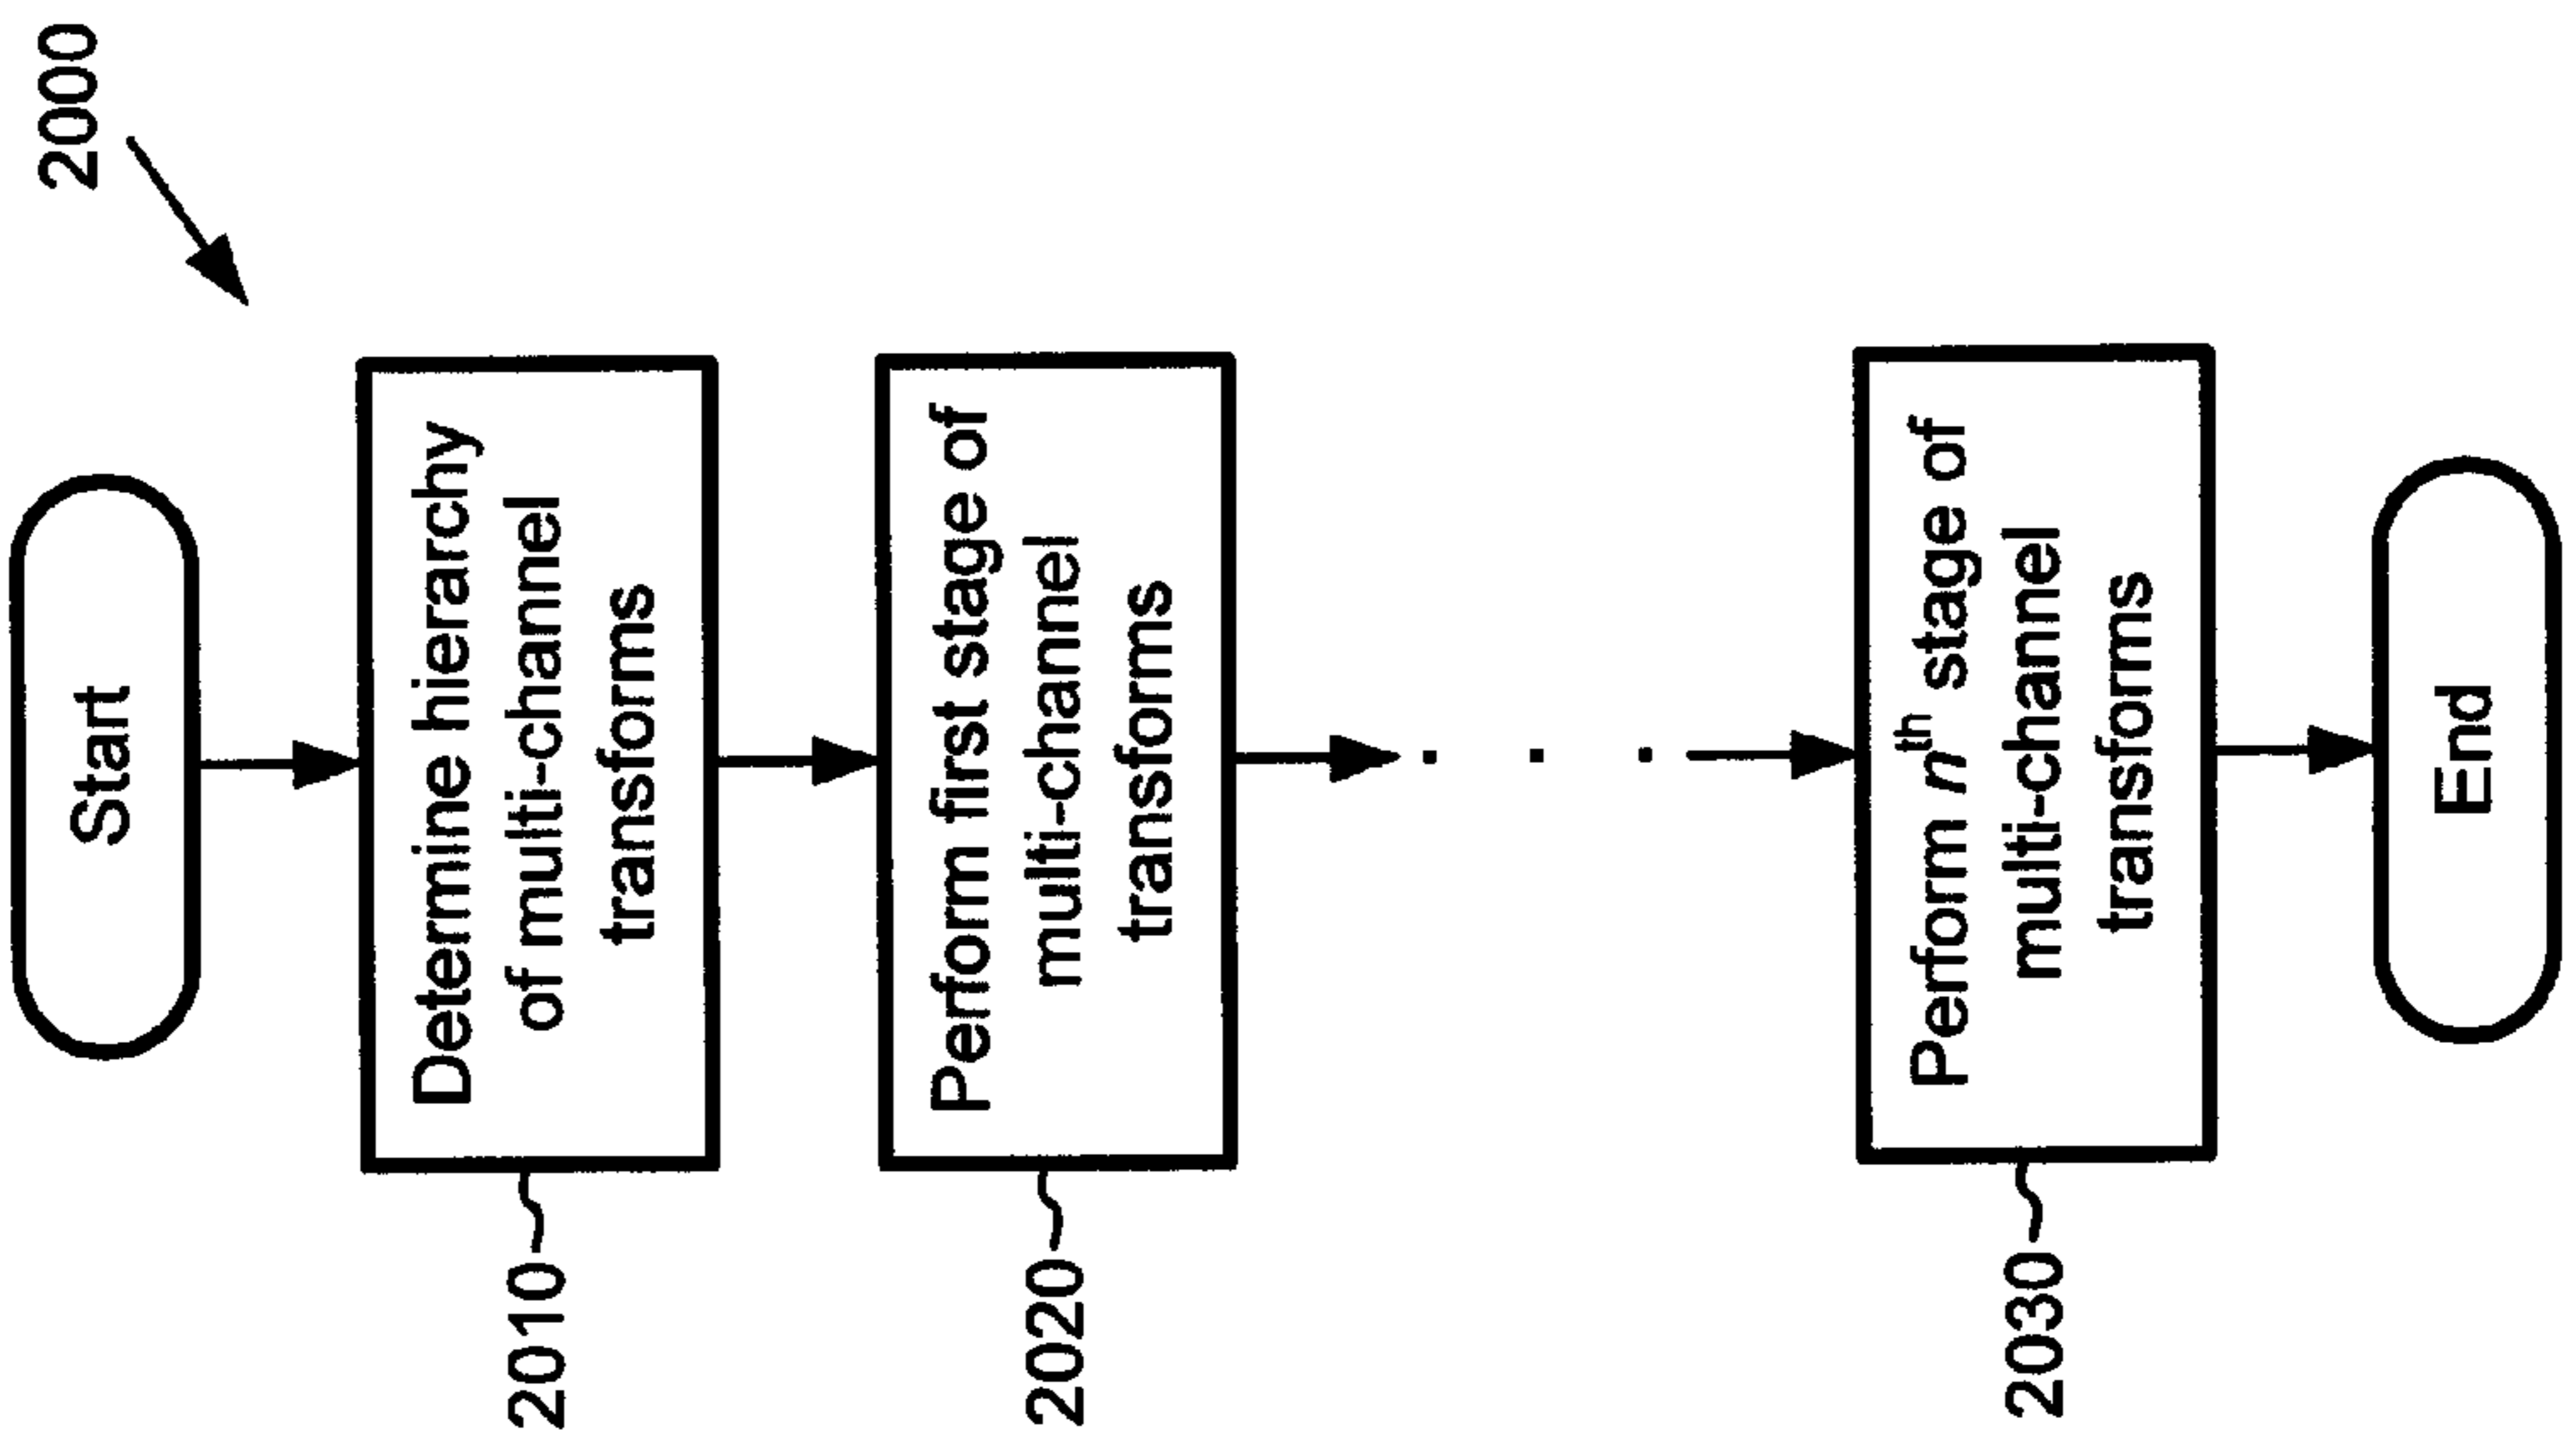 2000
Start
2010
Determine hierarchy
of multi-channel
transforms
2020
Perform first stage of
multi-channel
transforms
. . .
2030
Perform nth stage of
multi-channel
transforms
End